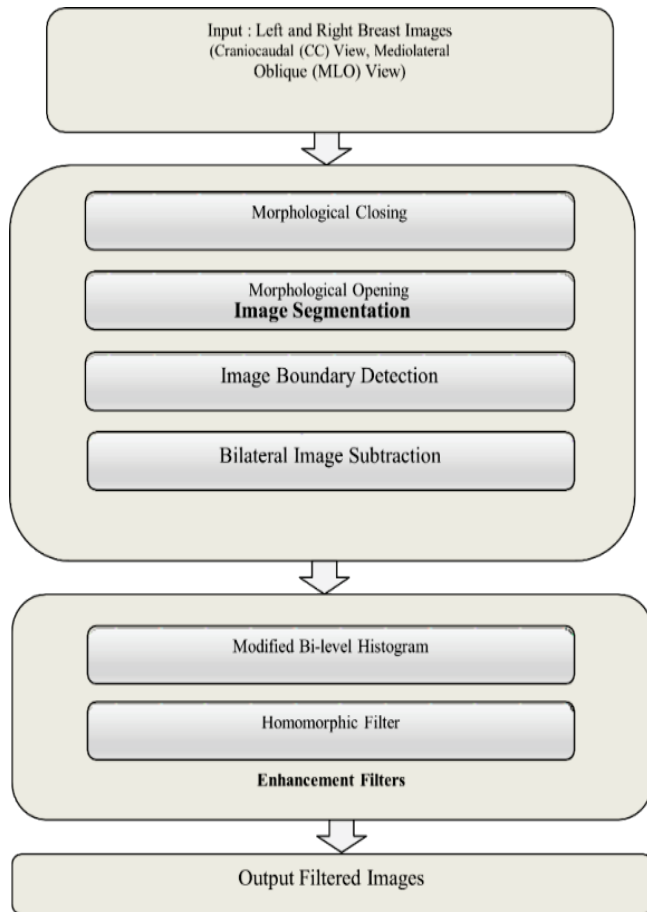 Input : Left and Right Breast Images
(Craniocaudal (CC) View, Mediolateral
Oblique (MLO) View)
Morphological Closing
Morphological Opening
Image Segmentation
Image Boundary Detection
Bilateral Image Subtraction
Modified Bi-level Histogram
Homomorphic Filter
Enhancement Filters
Output Filtered Images